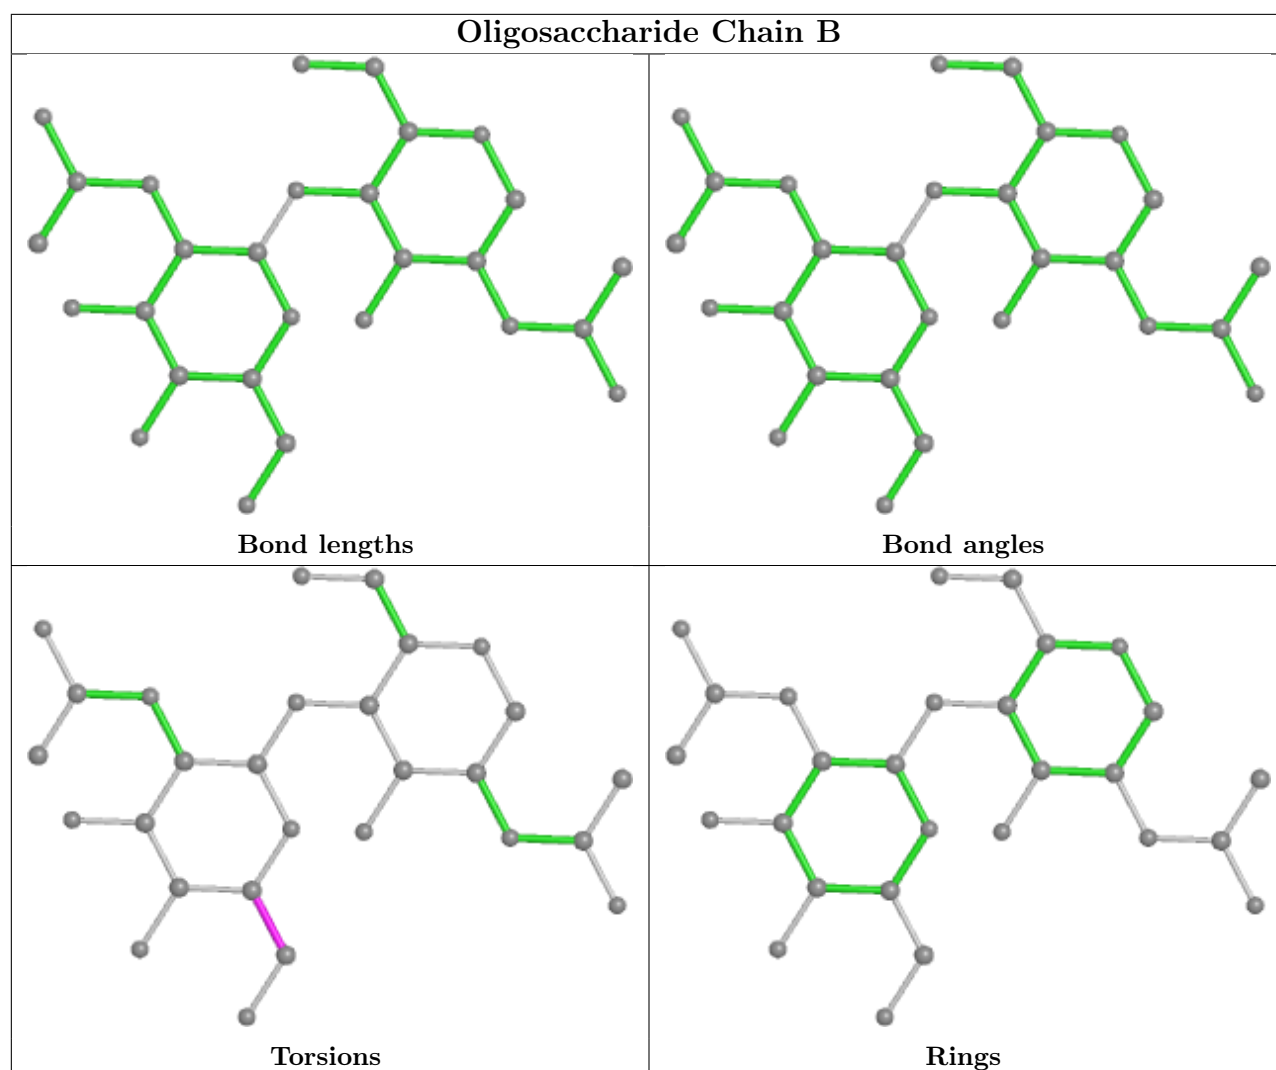 Oligosaccharide Chain B
Bond lengths
Bond angles
Torsions
Rings